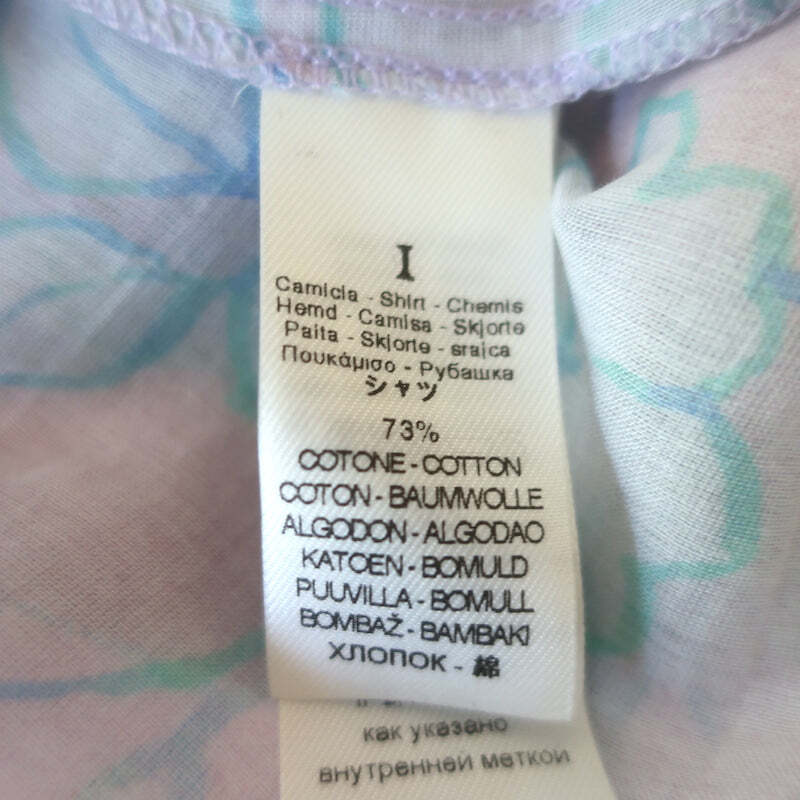 I
Camicia - Shirt - Chemis
Hemd - Camisa - Skjorte
Paita - Skjorte - srajca
Πουκάμισο - Рубашка
シャツ
73%
COTONE - COTTON
COTON - BAUMWOLLE
ALGODON - ALGODAO
KATOEN - BOMULD
PUUVILLA - BOMULL
BOMBAŽ - BAMBAKI
ХЛОПОК - 綿
как указано
внутренней меткой